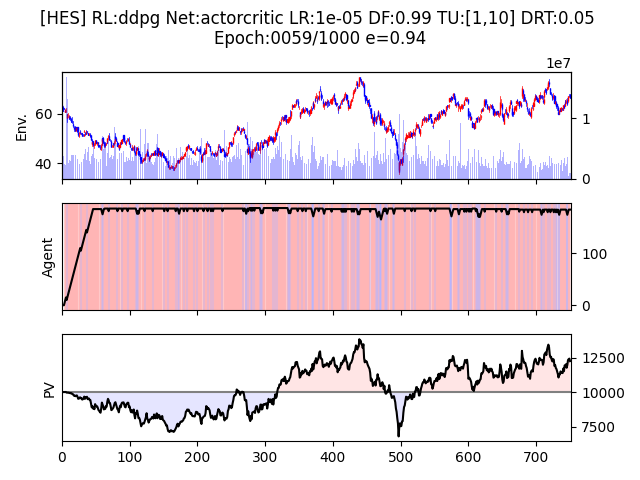 [HES] RL:ddpg Net:actorcritic LR:1e-05 DF:0.99 TU:[1,10] DRT:0.05
Epoch:0059/1000 e=0.94
1e7
60
40
Env.
1
0
Agent
100
0
PV
12500
10000
7500
0 100 200 300 400 500 600 700